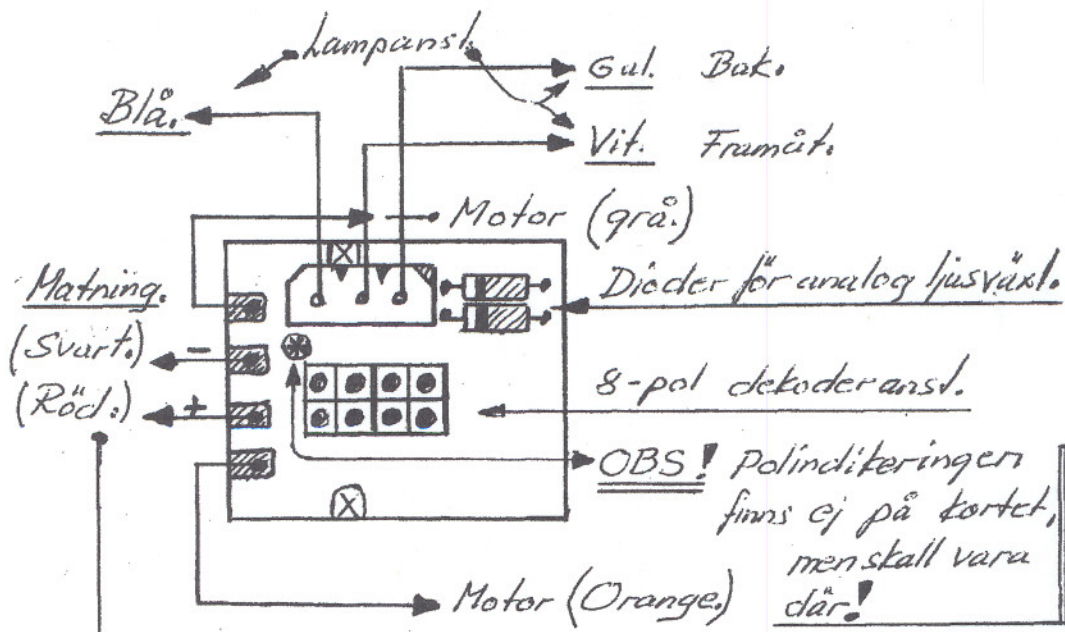 Lampansl.
Gul. Bak.
Blå.
Vit. Framåt.
Motor (grå.)
Matning.
Dioder för analog ljusväxl.
(Svart.) -
(Röd.) +
8-pol dekoderansl.
OBS! Polindikeringen
finns ej på kortet,
men skall vara
där!
Motor (Orange.)